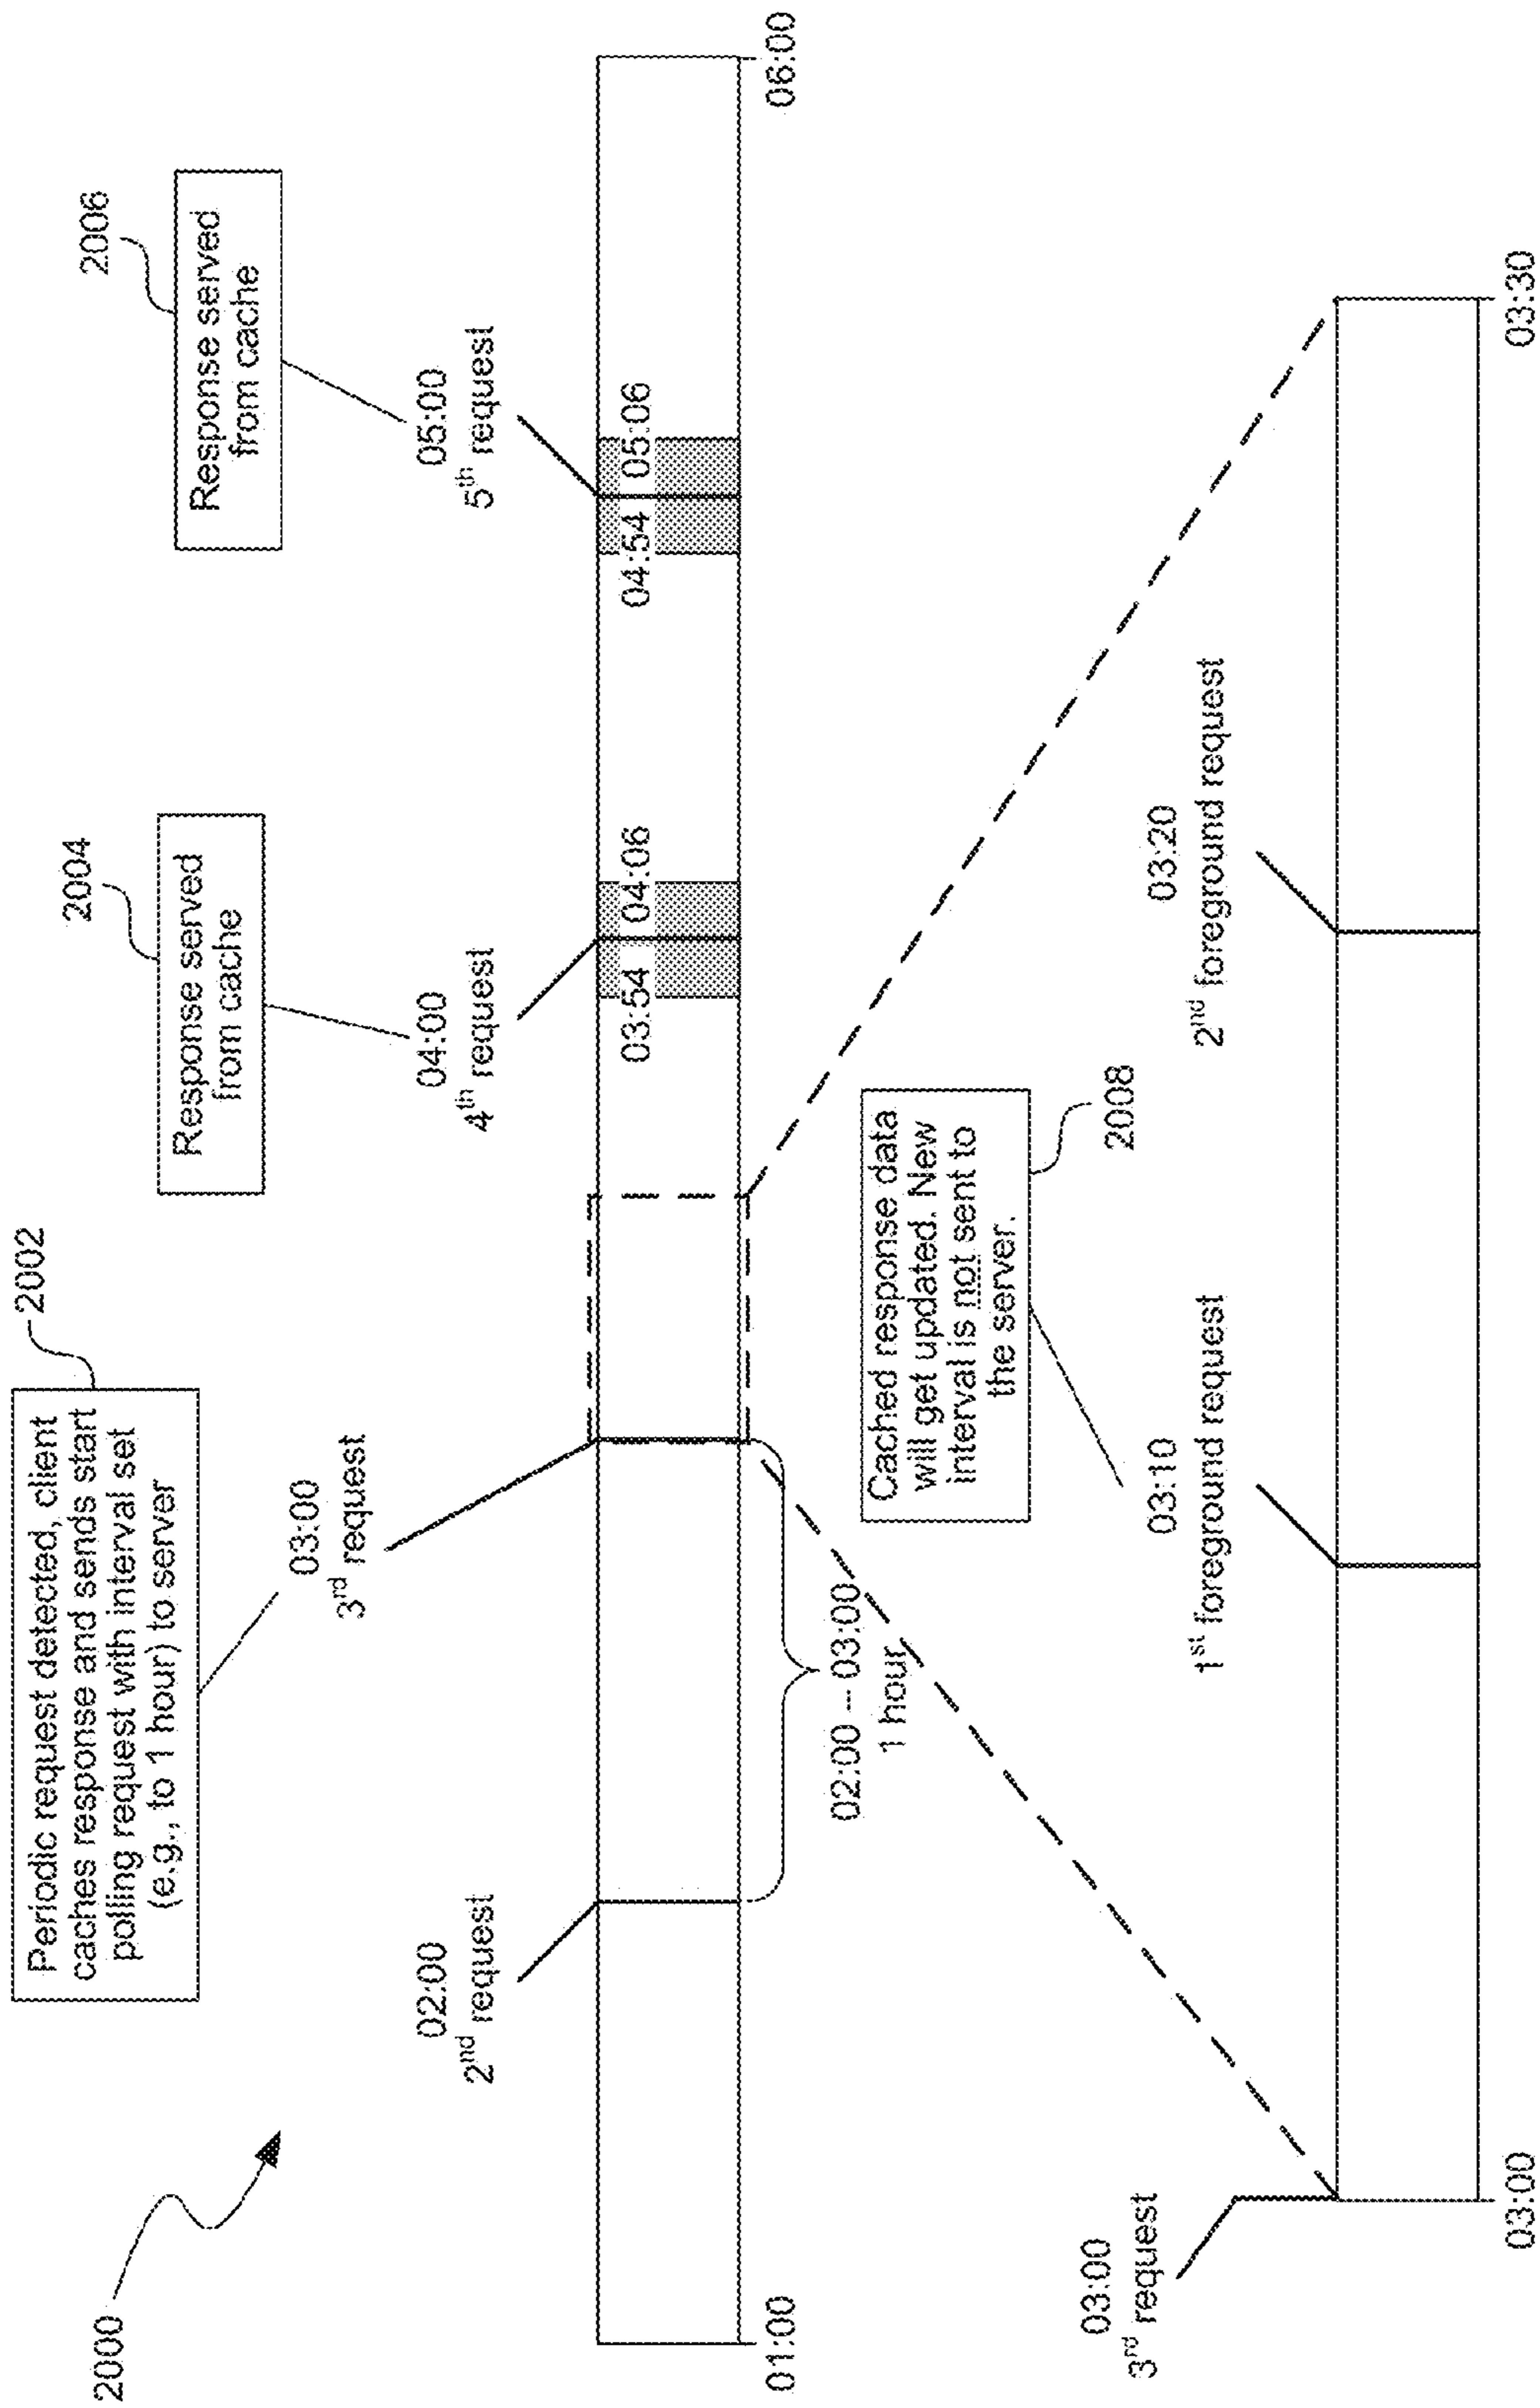 2000
2002
Periodic request detected, client
caches response and sends start
polling request with interval set
(e.g., to 1 hour) to server
2004
Response served
from cache
2006
Response served
from cache
02:00
2nd request
03:00
3rd request
04:00
4th request
05:00
5th request
03:54 04:06
04:54 05:06
01:00
06:00
02:00 -- 03:00
1 hour
Cached response data
will get updated. New
interval is not sent to
the server.
2008
03:00
3rd request
03:10
1st foreground request
03:20
2nd foreground request
03:00
03:30